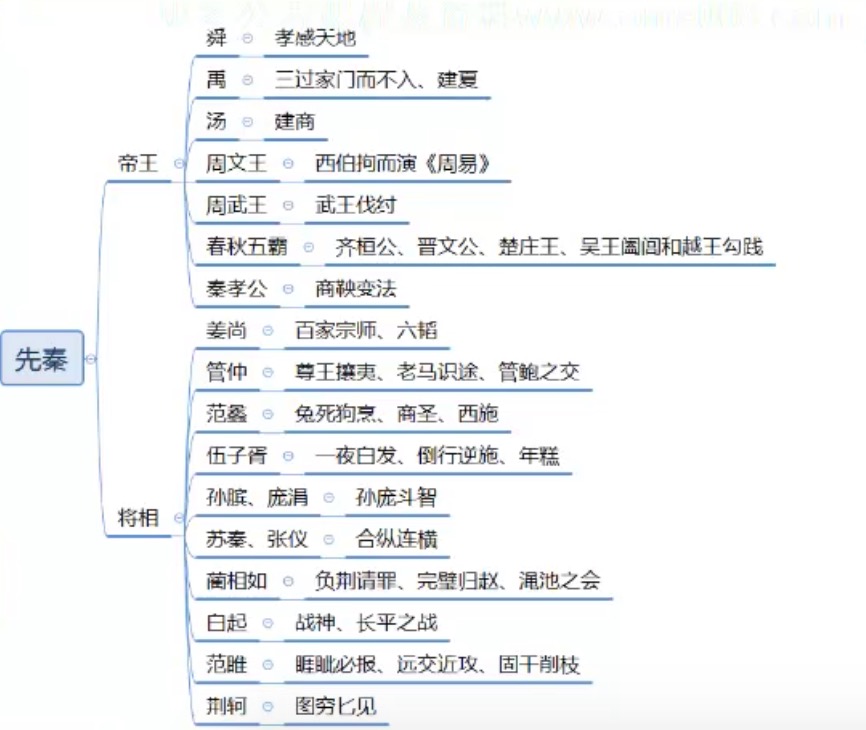 舜 孝感天地
禹 三过家门而不入、建夏
汤 建商
帝王
周文王 西伯拘而演《周易》
周武王 武王伐纣
春秋五霸 齐桓公、晋文公、楚庄王、吴王阖闾和越王勾践
秦孝公 商鞅变法
先秦
姜尚 百家宗师、六韬
管仲 尊王攘夷、老马识途、管鲍之交
范蠡 兔死狗烹、商圣、西施
伍子胥 一夜白发、倒行逆施、年糕
孙膑、庞涓 孙庞斗智
将相
苏秦、张仪 合纵连横
蔺相如 负荆请罪、完璧归赵、渑池之会
白起 战神、长平之战
范雎 睚眦必报、远交近攻、固干削枝
荆轲 图穷匕见